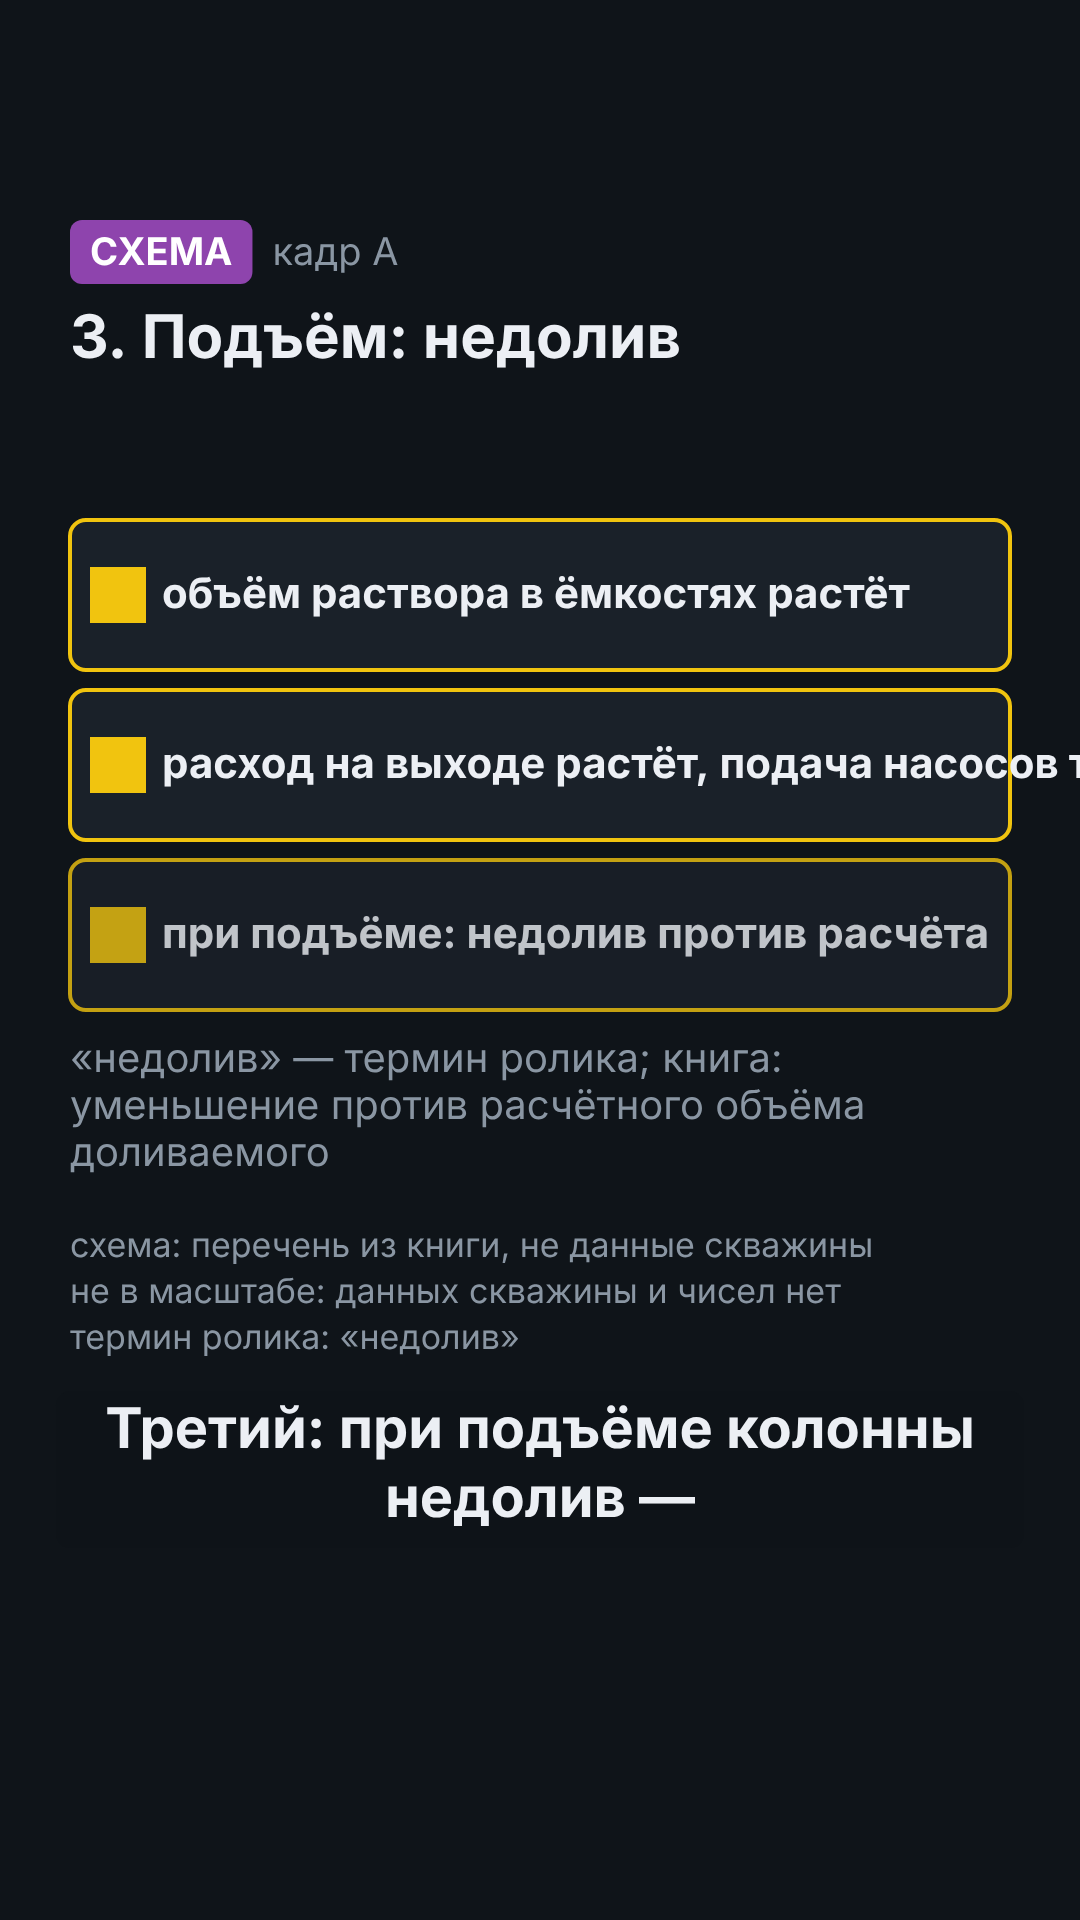 СХЕМА кадр А
3. Подъём: недолив
объём раствора в ёмкостях растёт
расход на выходе растёт, подача насосов
при подъёме: недолив против расчёта
«недолив» — термин ролика; книга:
уменьшение против расчётного объёма
доливаемого
схема: перечень из книги, не данные скважины
не в масштабе: данных скважины и чисел нет
термин ролика: «недолив»
Третий: при подъёме колонны
недолив —